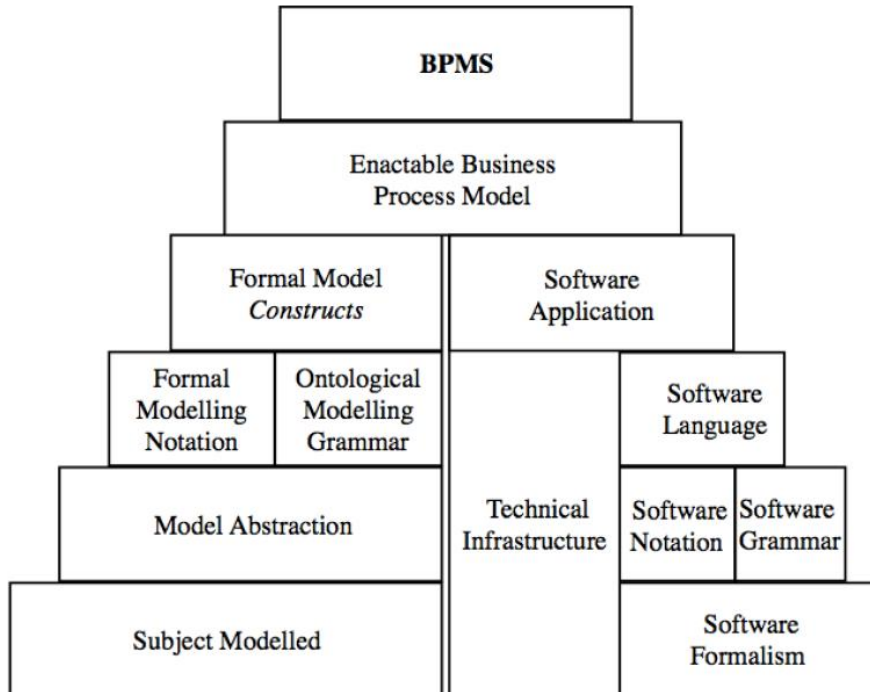 BPMS
Enactable Business
Process Model
Formal Model
Constructs
Software
Application
Formal
Modelling
Notation
Ontological
Modelling
Grammar
Software
Language
Model Abstraction
Technical
Infrastructure
Software
Notation
Software
Grammar
Subject Modelled
Software
Formalism